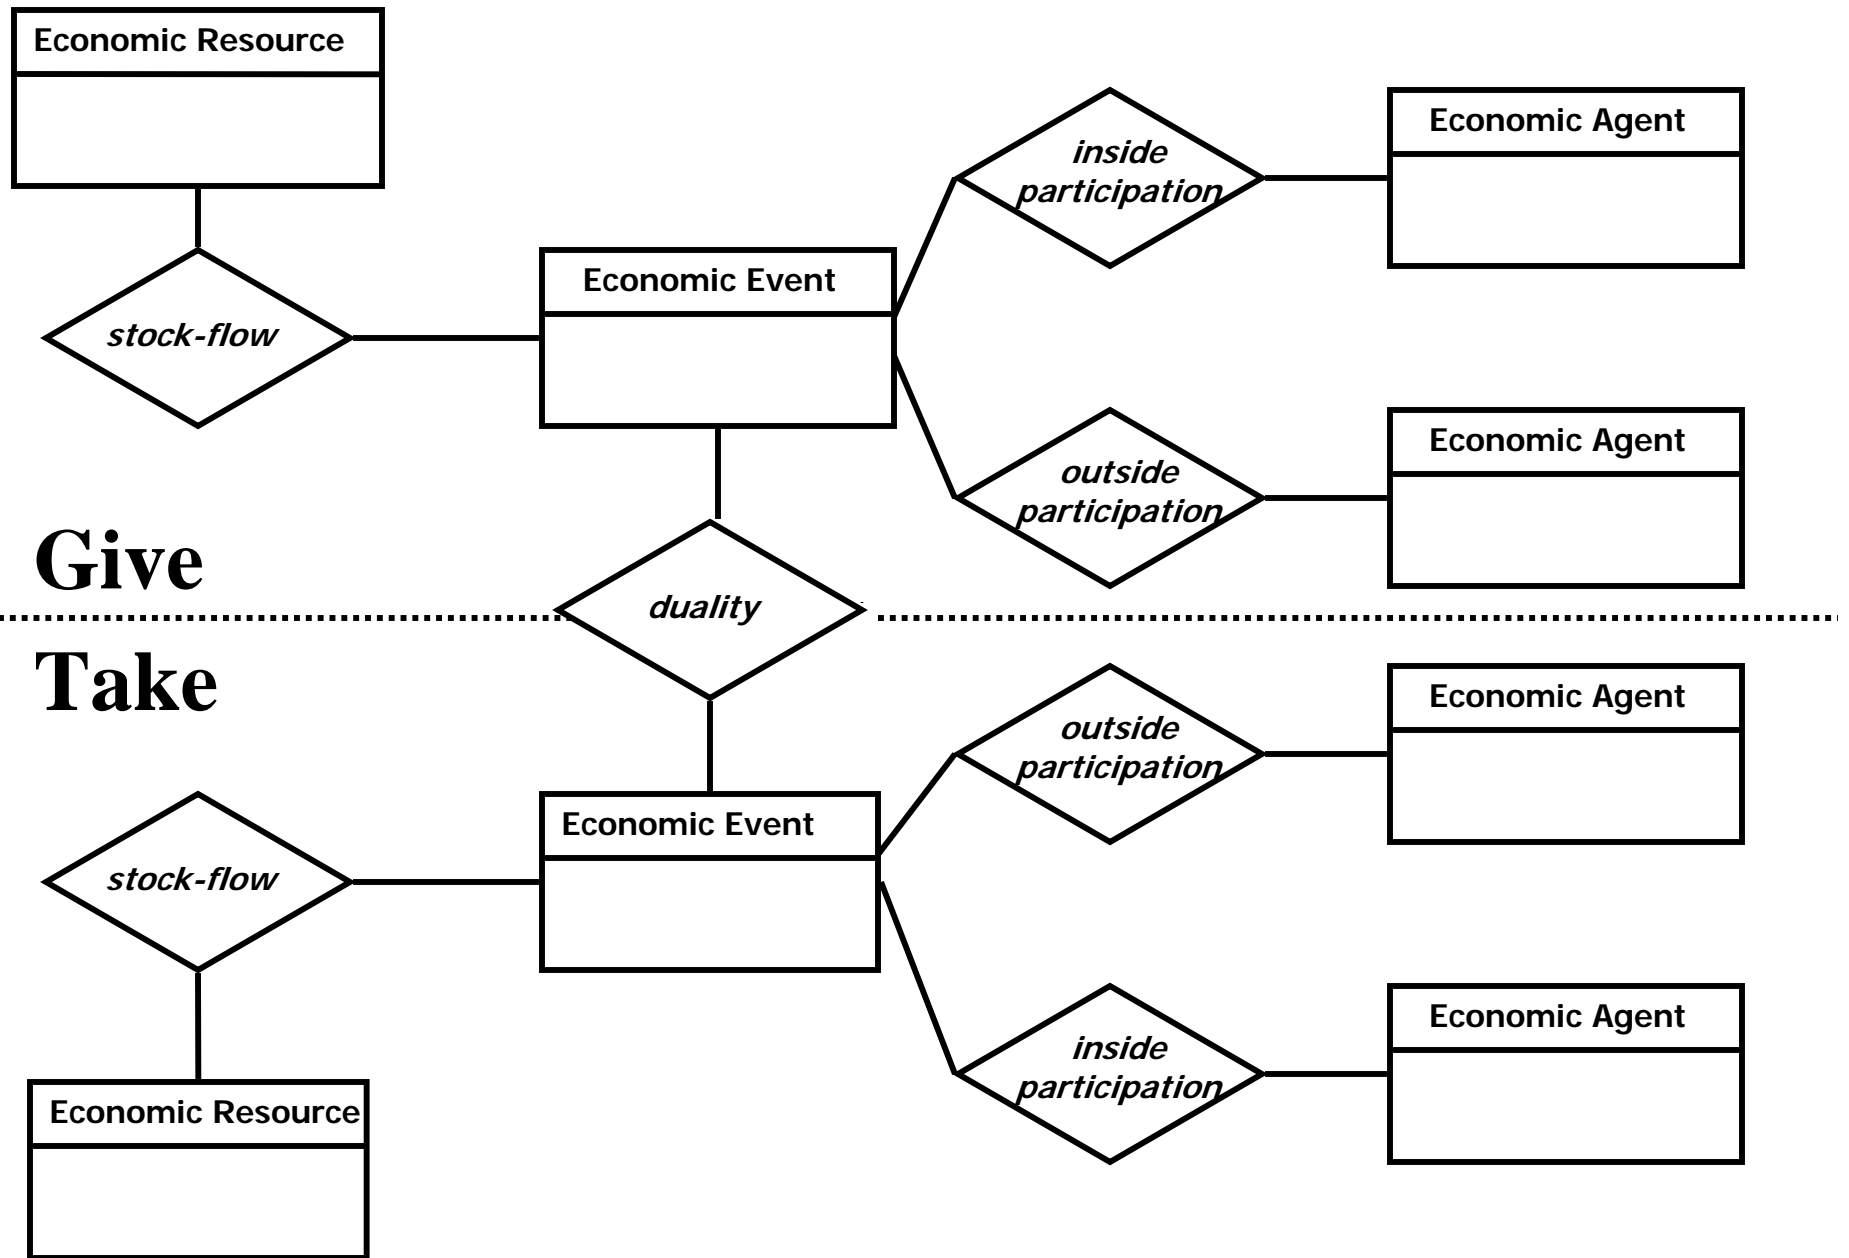 Economic Resource
inside
participation
Economic Agent
stock-flow
Economic Event
outside
participation
Economic Agent
Give
duality
Take
outside
participation
Economic Agent
stock-flow
Economic Event
inside
participation
Economic Agent
Economic Resource